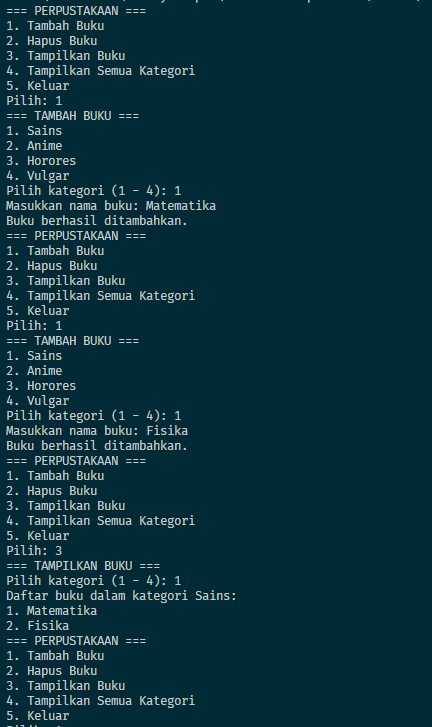 === PERPUSTAKAAN ===
1. Tambah Buku
2. Hapus Buku
3. Tampilkan Buku
4. Tampilkan Semua Kategori
5. Keluar
Pilih: 1
=== TAMBAH BUKU ===
1. Sains
2. Anime
3. Horores
4. Vulgar
Pilih kategori (1 - 4): 1
Masukkan nama buku: Matematika
Buku berhasil ditambahkan.
=== PERPUSTAKAAN ===
1. Tambah Buku
2. Hapus Buku
3. Tampilkan Buku
4. Tampilkan Semua Kategori
5. Keluar
Pilih: 1
=== TAMBAH BUKU ===
1. Sains
2. Anime
3. Horores
4. Vulgar
Pilih kategori (1 - 4): 1
Masukkan nama buku: Fisika
Buku berhasil ditambahkan.
=== PERPUSTAKAAN ===
1. Tambah Buku
2. Hapus Buku
3. Tampilkan Buku
4. Tampilkan Semua Kategori
5. Keluar
Pilih: 3
=== TAMPILKAN BUKU ===
Pilih kategori (1 - 4): 1
Daftar buku dalam kategori Sains:
1. Matematika
2. Fisika
=== PERPUSTAKAAN ===
1. Tambah Buku
2. Hapus Buku
3. Tampilkan Buku
4. Tampilkan Semua Kategori
5. Keluar